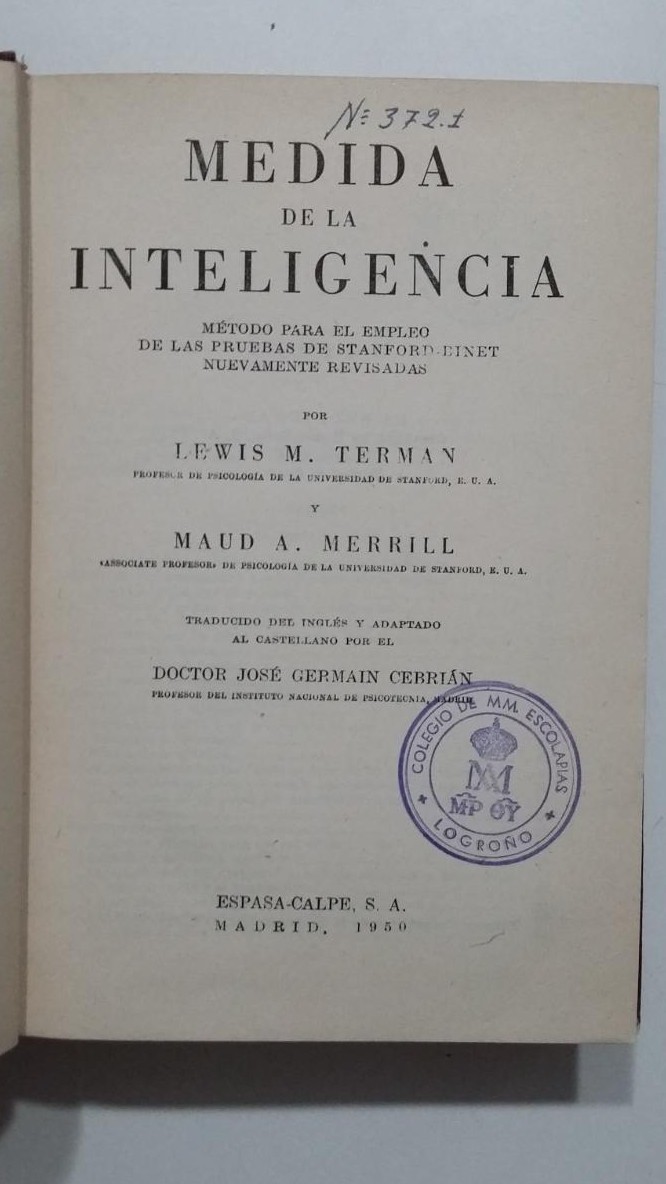 Nº 372.1
MEDIDA
DE LA
INTELIGENCIA
MÉTODO PARA EL EMPLEO
DE LAS PRUEBAS DE STANFORD-BINET
NUEVAMENTE REVISADAS
POR
LEWIS M. TERMAN
PROFESOR DE PSICOLOGÍA DE LA UNIVERSIDAD DE STANFORD, E. U. A.
Y
MAUD A. MERRILL
«ASSOCIATE PROFESOR» DE PSICOLOGÍA DE LA UNIVERSIDAD DE STANFORD, E. U. A.
TRADUCIDO DEL INGLÉS Y ADAPTADO
AL CASTELLANO POR EL
DOCTOR JOSÉ GERMAIN CEBRIÁN
PROFESOR DEL INSTITUTO NACIONAL DE PSICOTECNIA, MADRID
COLEGIO DE MM. ESCOLAPIAS
MP ΘY
LOGROÑO
ESPASA-CALPE, S. A.
MADRID, 1950